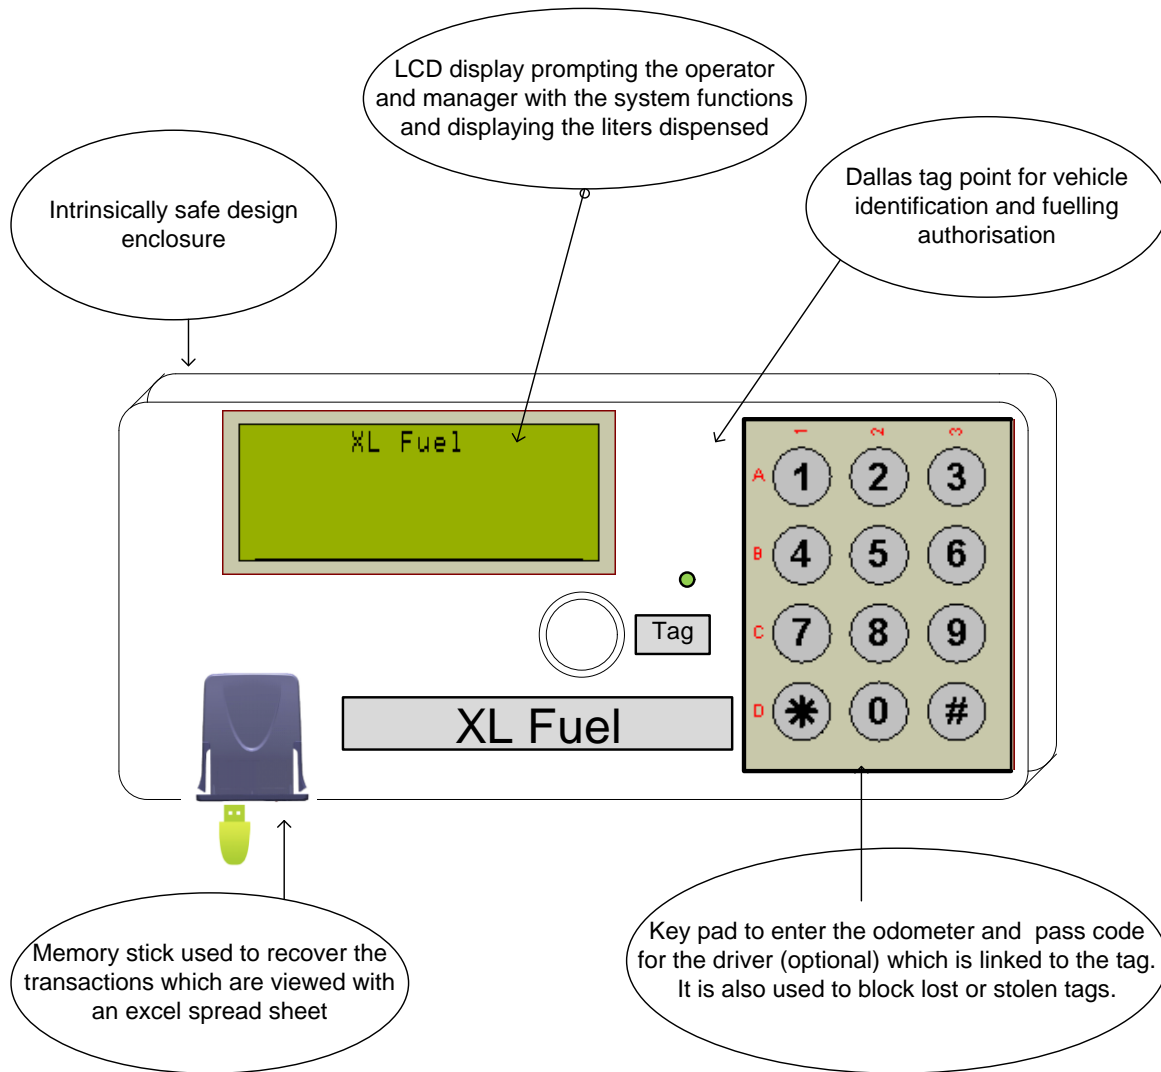 LCD display prompting the operator
and manager with the system functions
and displaying the liters dispensed
Intrinsically safe design
enclosure
Dallas tag point for vehicle
identification and fuelling
authorisation
XL Fuel
1 2 3
A 1 2 3
B 4 5 6
C 7 8 9
D * 0 #
Tag
XL Fuel
Memory stick used to recover the
transactions which are viewed with
an excel spread sheet
Key pad to enter the odometer and pass code
for the driver (optional) which is linked to the tag.
It is also used to block lost or stolen tags.